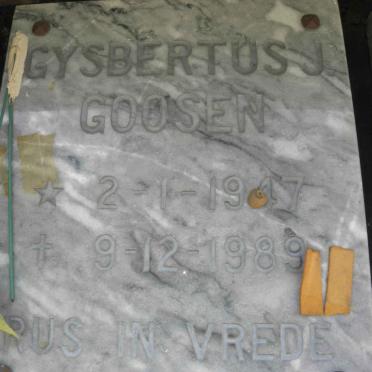 GYSBERTUS J
GOOSEN
★ 2-1-1947
† 9-12-1989
RUS IN VREDE